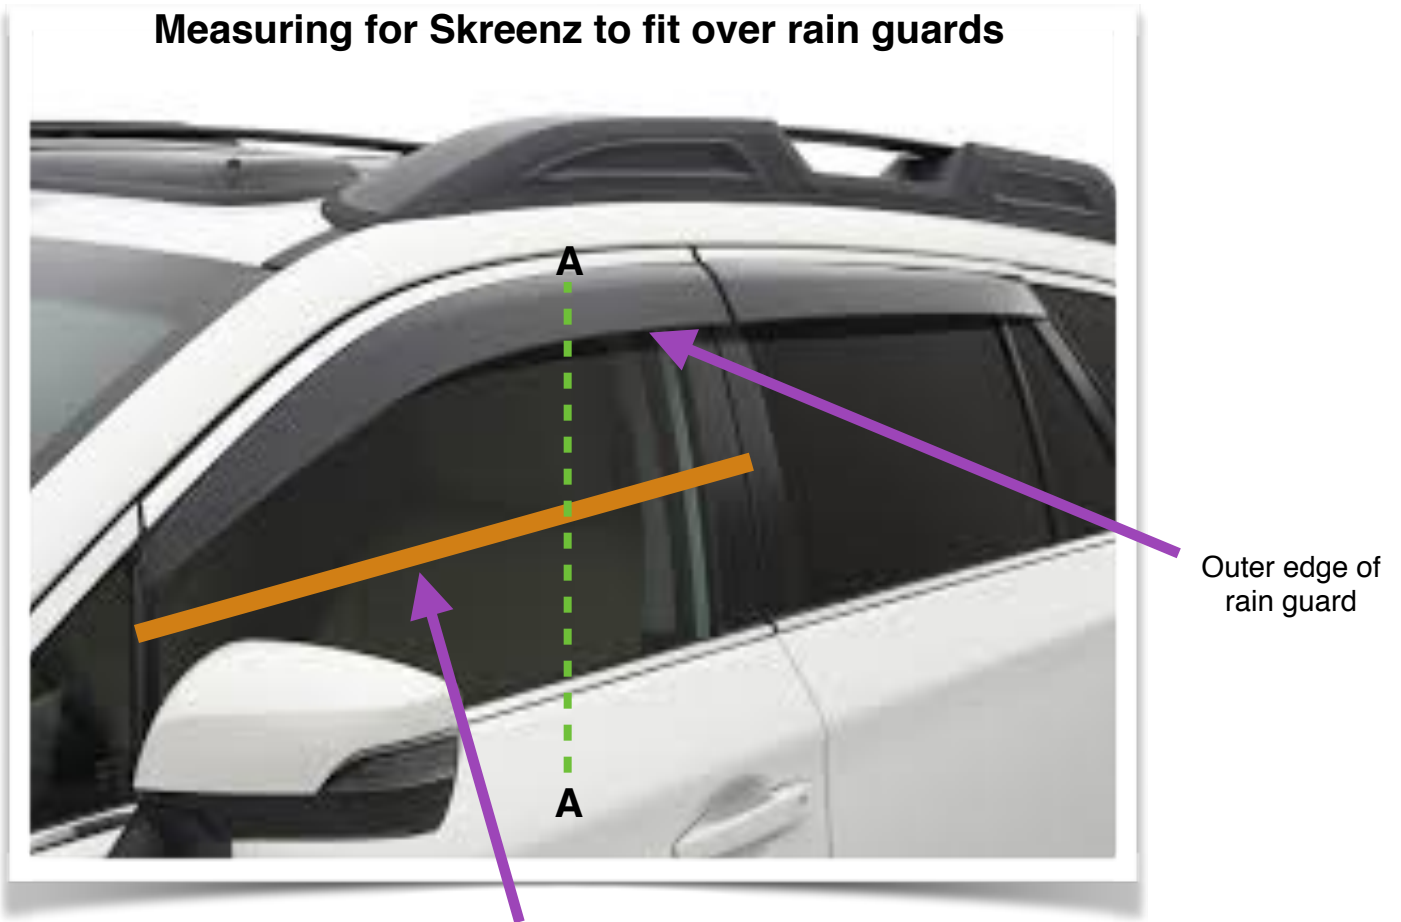 Measuring for Skreenz to fit over rain guards
A
Outer edge of
rain guard
A